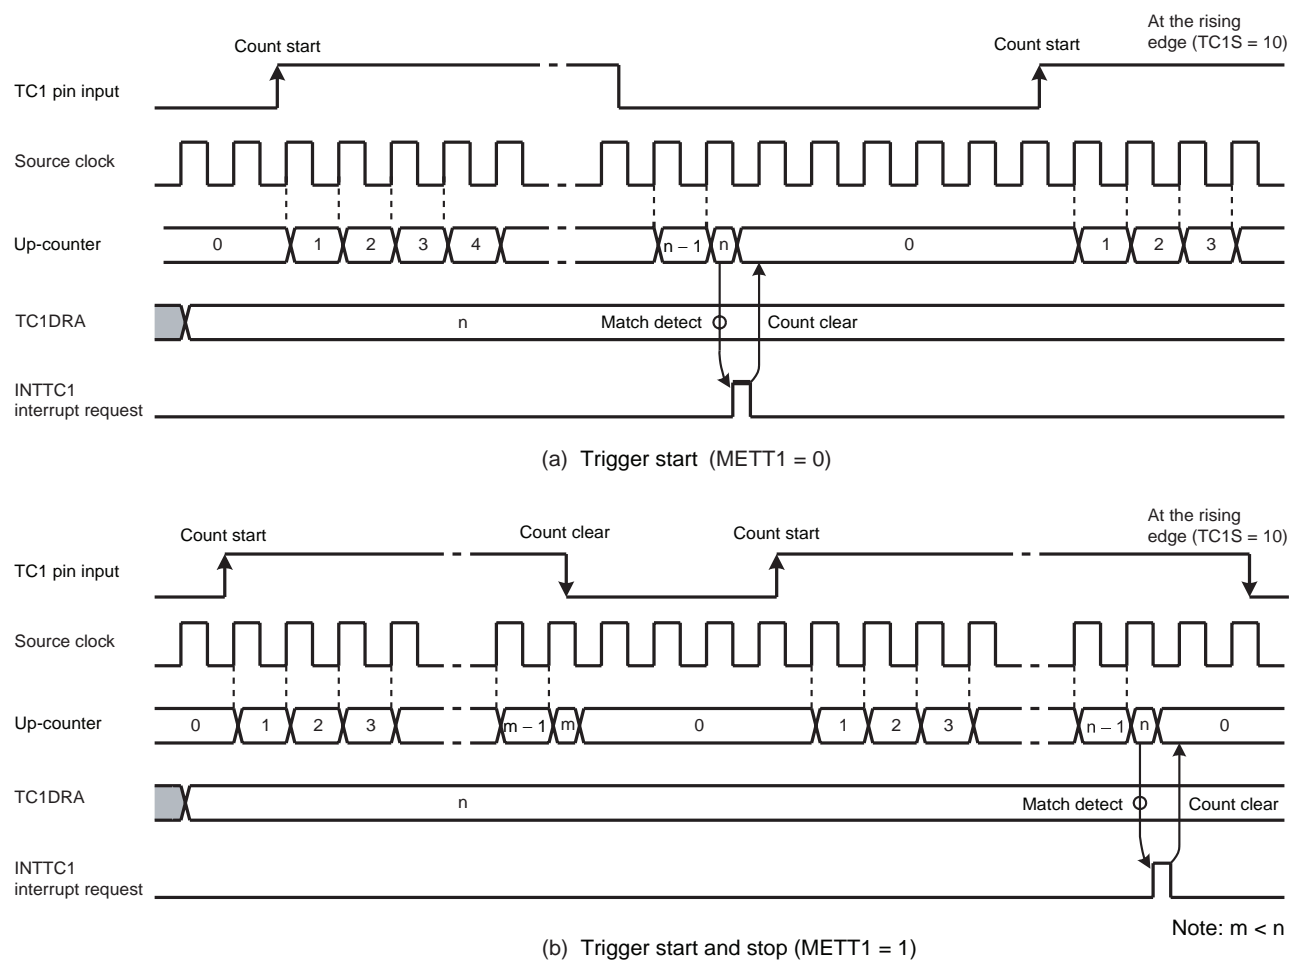 At the rising
edge (TC1S = 10)
Count start
Count start
TC1 pin input
Source clock
Up-counter
0 1 2 3 4 n – 1 n 0 1 2 3
TC1DRA
n
Match detect
Count clear
INTTC1
interrupt request
(a) Trigger start (METT1 = 0)
At the rising
edge (TC1S = 10)
Count start
Count clear
Count start
TC1 pin input
Source clock
Up-counter
0 1 2 3 m – 1 m 0 1 2 3 n – 1 n 0
TC1DRA
n
Match detect
Count clear
INTTC1
interrupt request
Note: m < n
(b) Trigger start and stop (METT1 = 1)